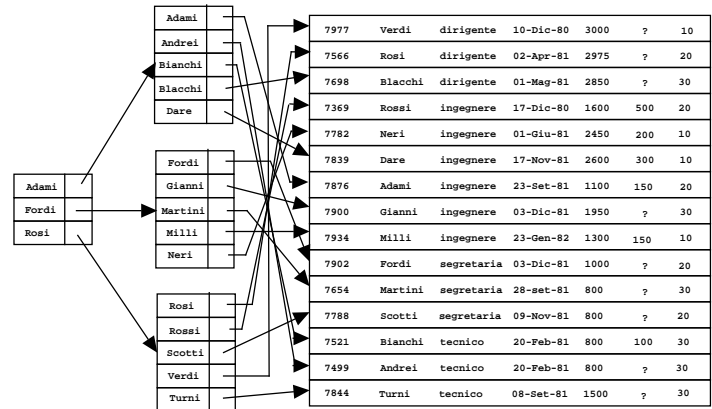 Adami
Fordi
Rosi
Adami
Andrei
Bianchi
Blacchi
Dare
Fordi
Gianni
Martini
Milli
Neri
Rosi
Rossi
Scotti
Verdi
Turni
7977 Verdi dirigente 10-Dic-80 3000 ? 10
7566 Rosi dirigente 02-Apr-81 2975 ? 20
7698 Blacchi dirigente 01-Mag-81 2850 ? 30
7369 Rossi ingegnere 17-Dic-80 1600 500 20
7782 Neri ingegnere 01-Giu-81 2450 200 10
7839 Dare ingegnere 17-Nov-81 2600 300 10
7876 Adami ingegnere 23-Set-81 1100 150 20
7900 Gianni ingegnere 03-Dic-81 1950 ? 30
7934 Milli ingegnere 23-Gen-82 1300 150 10
7902 Fordi segretaria 03-Dic-81 1000 ? 20
7654 Martini segretaria 28-set-81 800 ? 30
7788 Scotti segretaria 09-Nov-81 800 ? 20
7521 Bianchi tecnico 20-Feb-81 800 100 30
7499 Andrei tecnico 20-Feb-81 800 ? 30
7844 Turni tecnico 08-Set-81 1500 ? 30